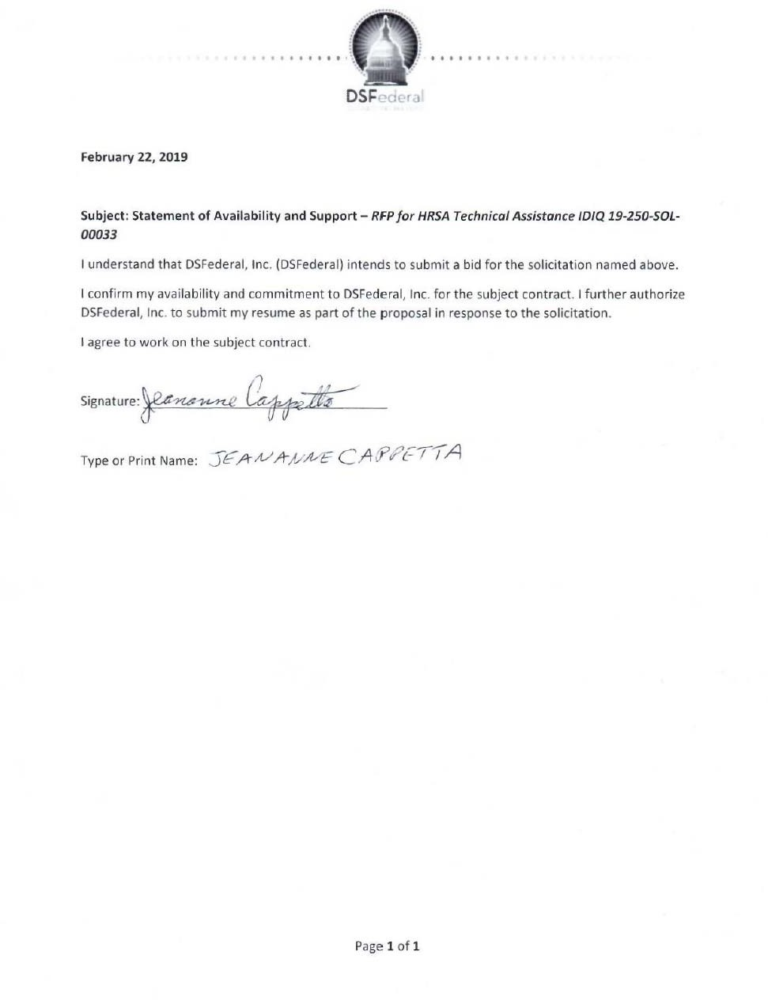 DSFederal
February 22, 2019
Subject: Statement of Availability and Support – RFP for HRSA Technical Assistance IDIQ 19-250-SOL-
00033
I understand that DSFederal, Inc. (DSFederal) intends to submit a bid for the solicitation named above.
I confirm my availability and commitment to DSFederal, Inc. for the subject contract. I further authorize
DSFederal, Inc. to submit my resume as part of the proposal in response to the solicitation.
I agree to work on the subject contract.
Signature: Jeananne Cappetta
Type or Print Name: JEANANNE CAPPETTA
Page 1 of 1